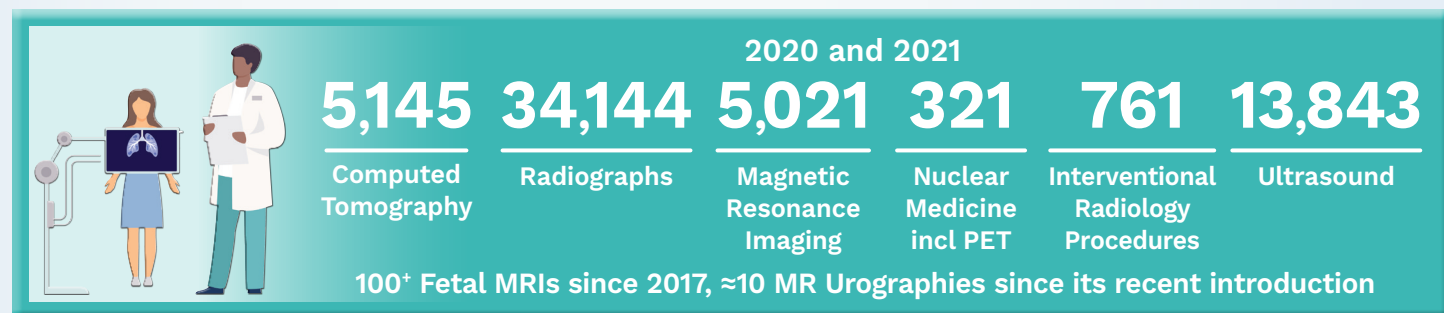 2020 and 2021
5,145
Computed
Tomography
34,144
Radiographs
5,021
Magnetic
Resonance
Imaging
321
Nuclear
Medicine
incl PET
761
Interventional
Radiology
Procedures
13,843
Ultrasound
100⁺ Fetal MRIs since 2017, ≈10 MR Urographies since its recent introduction